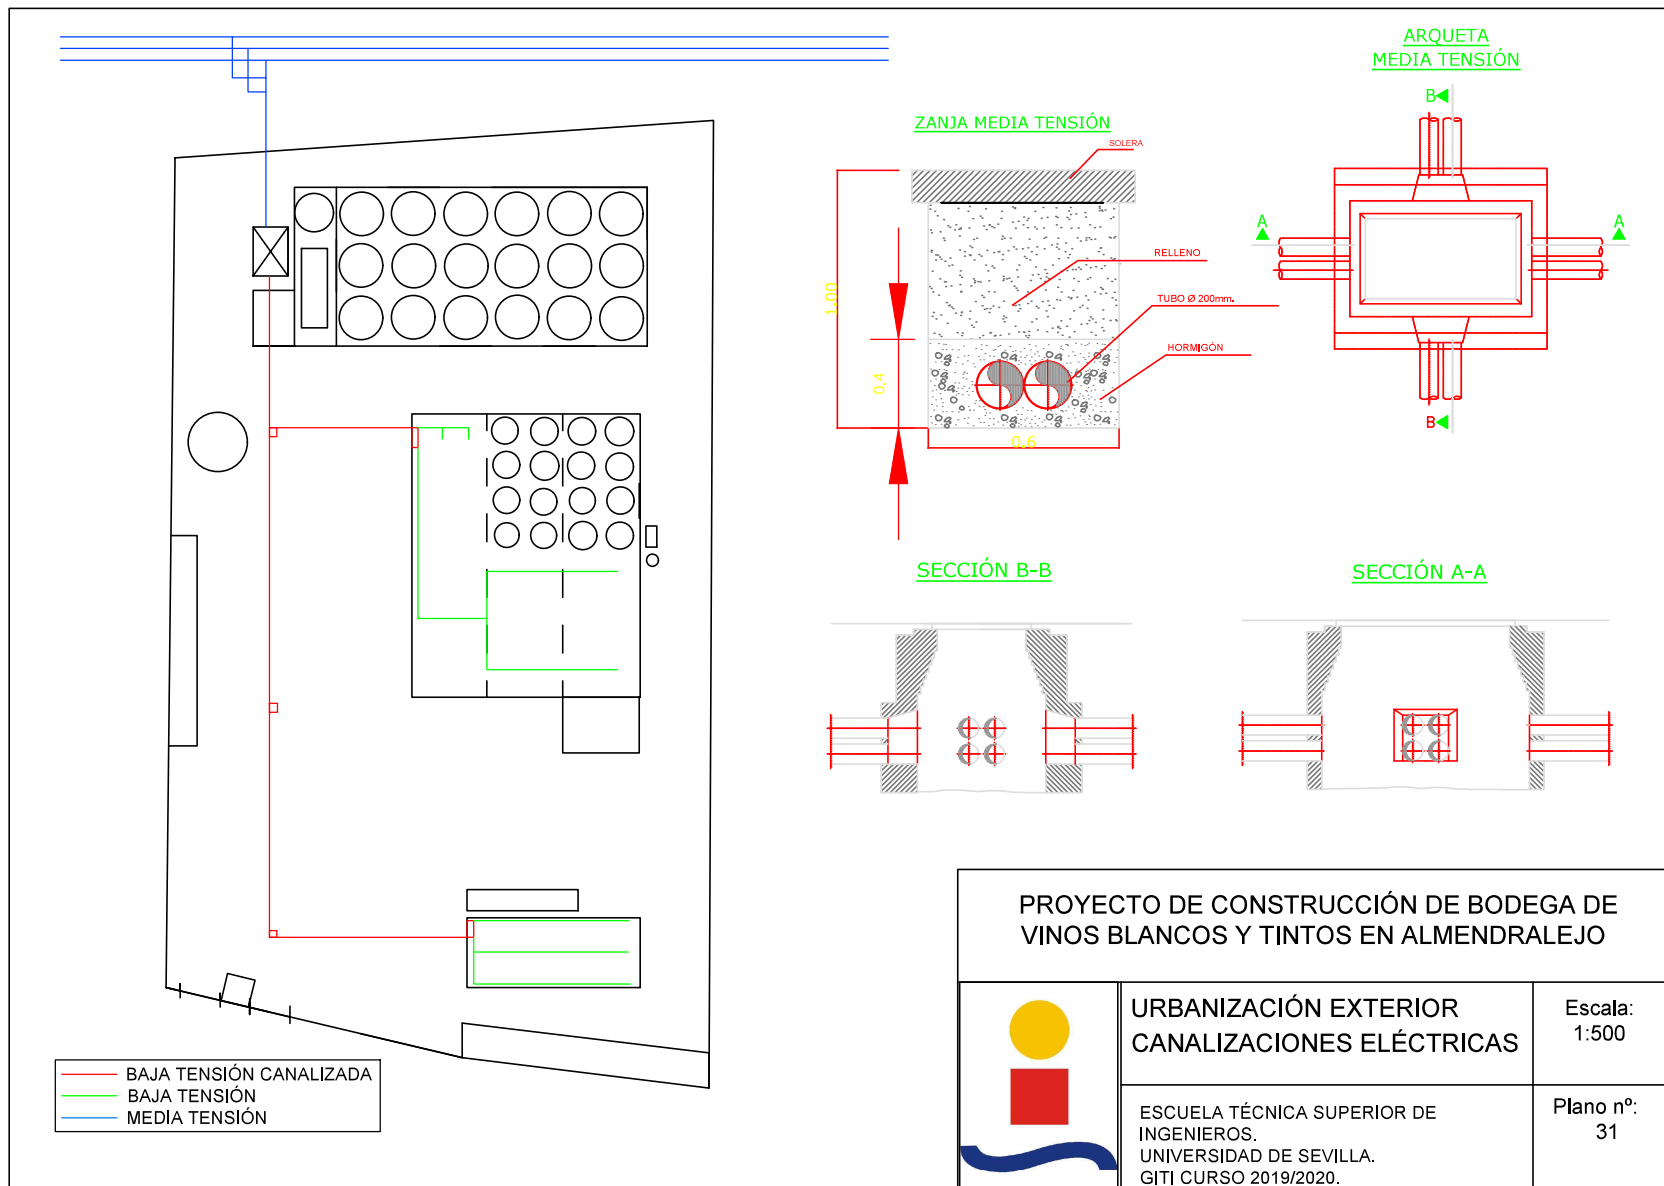 ARQUETA
MEDIA TENSIÓN
B
ZANJA MEDIA TENSIÓN
SOLERA
A
A
RELLENO
1.00
TUBO Ø 200mm.
HORMIGÓN
0,4
B
0.6
SECCIÓN B-B
SECCIÓN A-A
BAJA TENSIÓN CANALIZADA
BAJA TENSIÓN
MEDIA TENSIÓN
PROYECTO DE CONSTRUCCIÓN DE BODEGA DE
VINOS BLANCOS Y TINTOS EN ALMENDRALEJO
URBANIZACIÓN EXTERIOR
CANALIZACIONES ELÉCTRICAS
Escala:
1:500
ESCUELA TÉCNICA SUPERIOR DE
INGENIEROS.
UNIVERSIDAD DE SEVILLA.
GITI CURSO 2019/2020.
Plano nº:
31